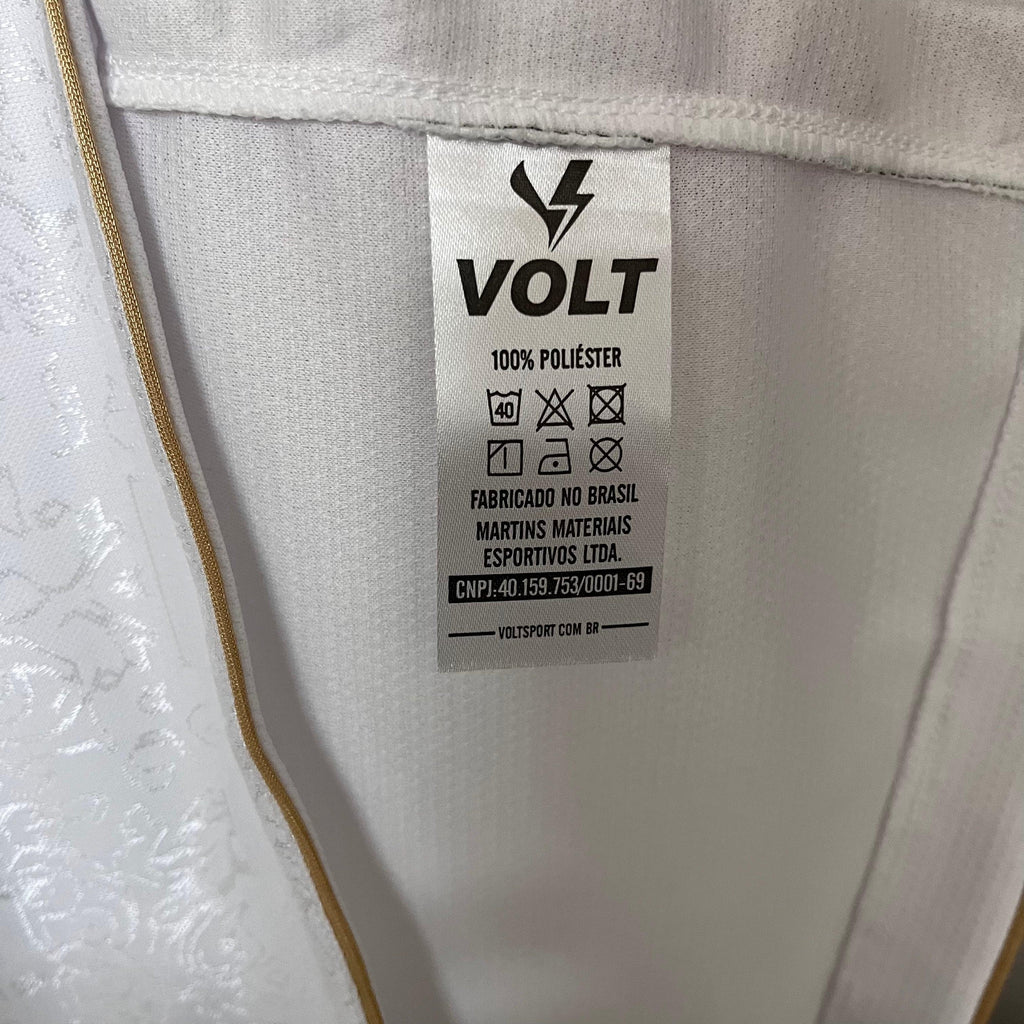 VOLT
100% POLIÉSTER
40
FABRICADO NO BRASIL
MARTINS MATERIAIS
ESPORTIVOS LTDA.
CNPJ:40.159.753/0001-69
VOLTSPORT COM BR